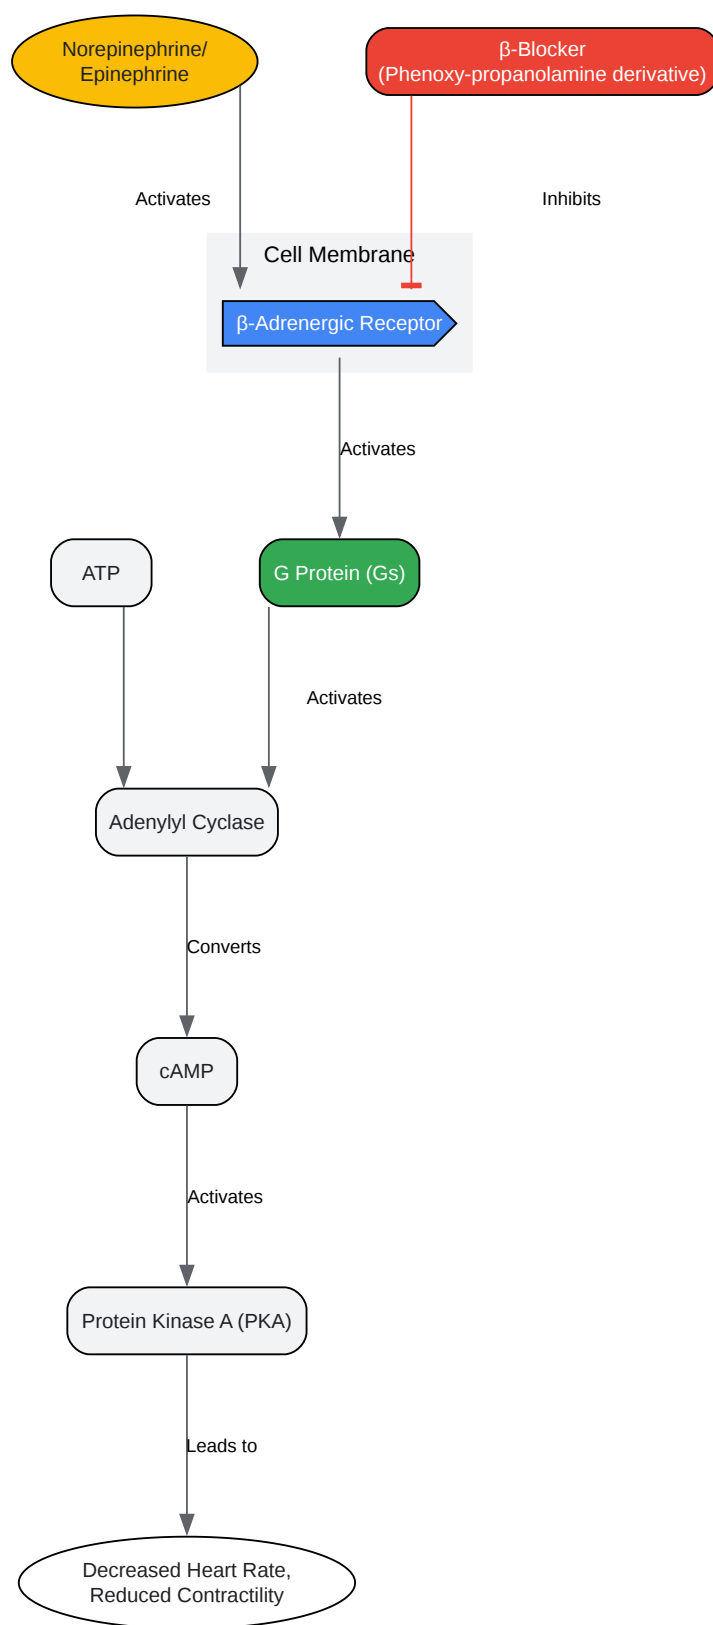 Norepinephrine/
Epinephrine
β-Blocker
(Phenoxy-propanolamine derivative)
Activates
Inhibits
Cell Membrane
β-Adrenergic Receptor
Activates
ATP
G Protein (Gs)
Activates
Adenylyl Cyclase
Converts
cAMP
Activates
Protein Kinase A (PKA)
Leads to
Decreased Heart Rate,
Reduced Contractility